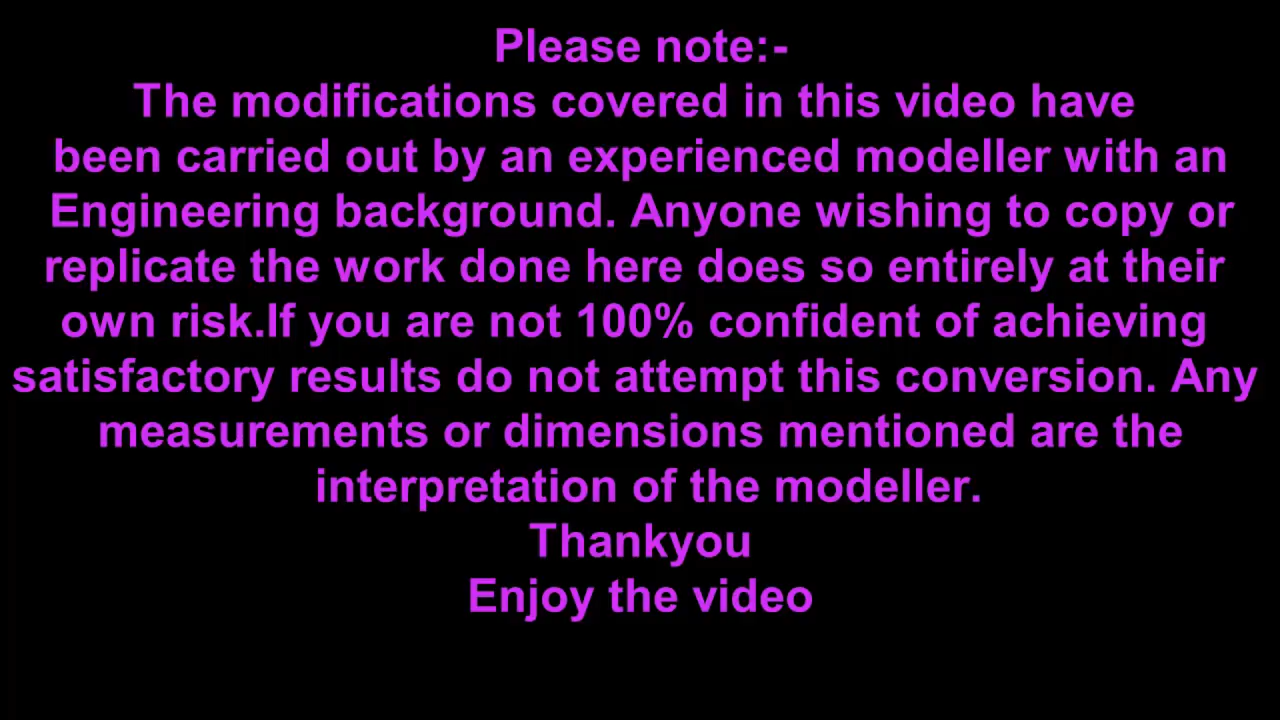 Please note:-
The modifications covered in this video have
been carried out by an experienced modeller with an
Engineering background. Anyone wishing to copy or
replicate the work done here does so entirely at their
own risk.If you are not 100% confident of achieving
satisfactory results do not attempt this conversion. Any
measurements or dimensions mentioned are the
interpretation of the modeller.
Thankyou
Enjoy the video